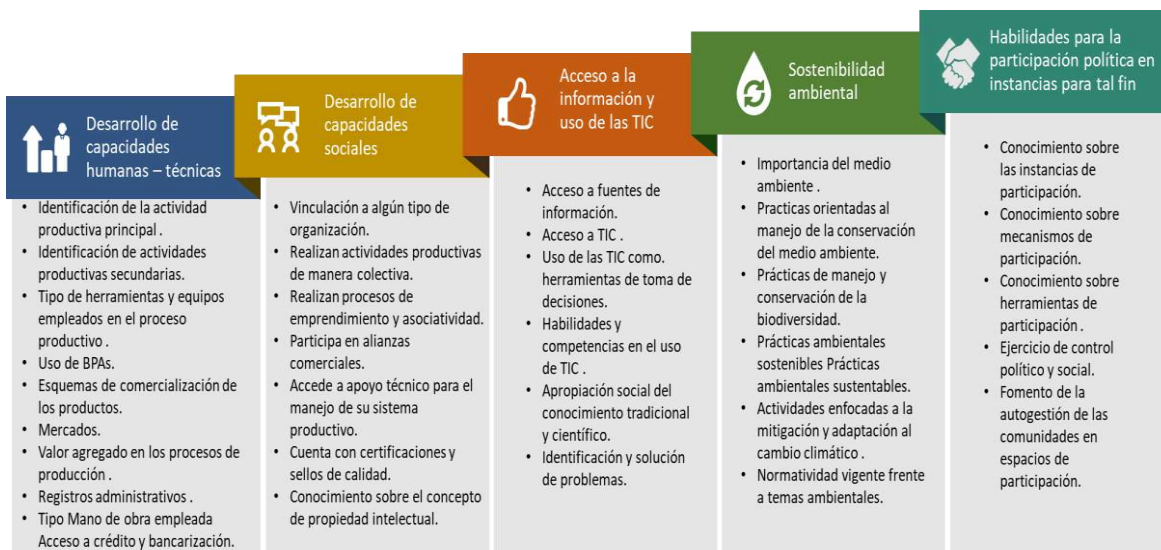 Desarrollo de
capacidades
humanas – técnicas
• Identificación de la actividad
productiva principal .
• Identificación de actividades
productivas secundarias.
• Tipo de herramientas y equipos
empleados en el proceso
productivo .
• Uso de BPAs.
• Esquemas de comercialización de
los productos.
• Mercados.
• Valor agregado en los procesos de
producción .
• Registros administrativos .
• Tipo Mano de obra empleada
Acceso a crédito y bancarización.
Desarrollo de
capacidades
sociales
• Vinculación a algún tipo de
organización.
• Realizan actividades productivas
de manera colectiva.
• Realizan procesos de
emprendimiento y asociatividad.
• Participa en alianzas
comerciales.
• Accede a apoyo técnico para el
manejo de su sistema
productivo.
• Cuenta con certificaciones y
sellos de calidad.
• Conocimiento sobre el concepto
de propiedad intelectual.
Acceso a la
información y
uso de las TIC
• Acceso a fuentes de
información.
• Acceso a TIC .
• Uso de las TIC como.
herramientas de toma de
decisiones.
• Habilidades y
competencias en el uso
de TIC .
• Apropiación social del
conocimiento tradicional
y científico.
• Identificación y solución
de problemas.
Sostenibilidad
ambiental
• Importancia del medio
ambiente .
• Practicas orientadas al
manejo de la conservación
del medio ambiente.
• Prácticas de manejo y
conservación de la
biodiversidad.
• Prácticas ambientales
sostenibles Prácticas
ambientales sustentables.
• Actividades enfocadas a la
mitigación y adaptación al
cambio climático .
• Normatividad vigente frente
a temas ambientales.
Habilidades para la
participación política en
instancias para tal fin
• Conocimiento sobre
las instancias de
participación.
• Conocimiento sobre
mecanismos de
participación.
• Conocimiento sobre
herramientas de
participación .
• Ejercicio de control
político y social.
• Fomento de la
autogestión de las
comunidades en
espacios de
participación.